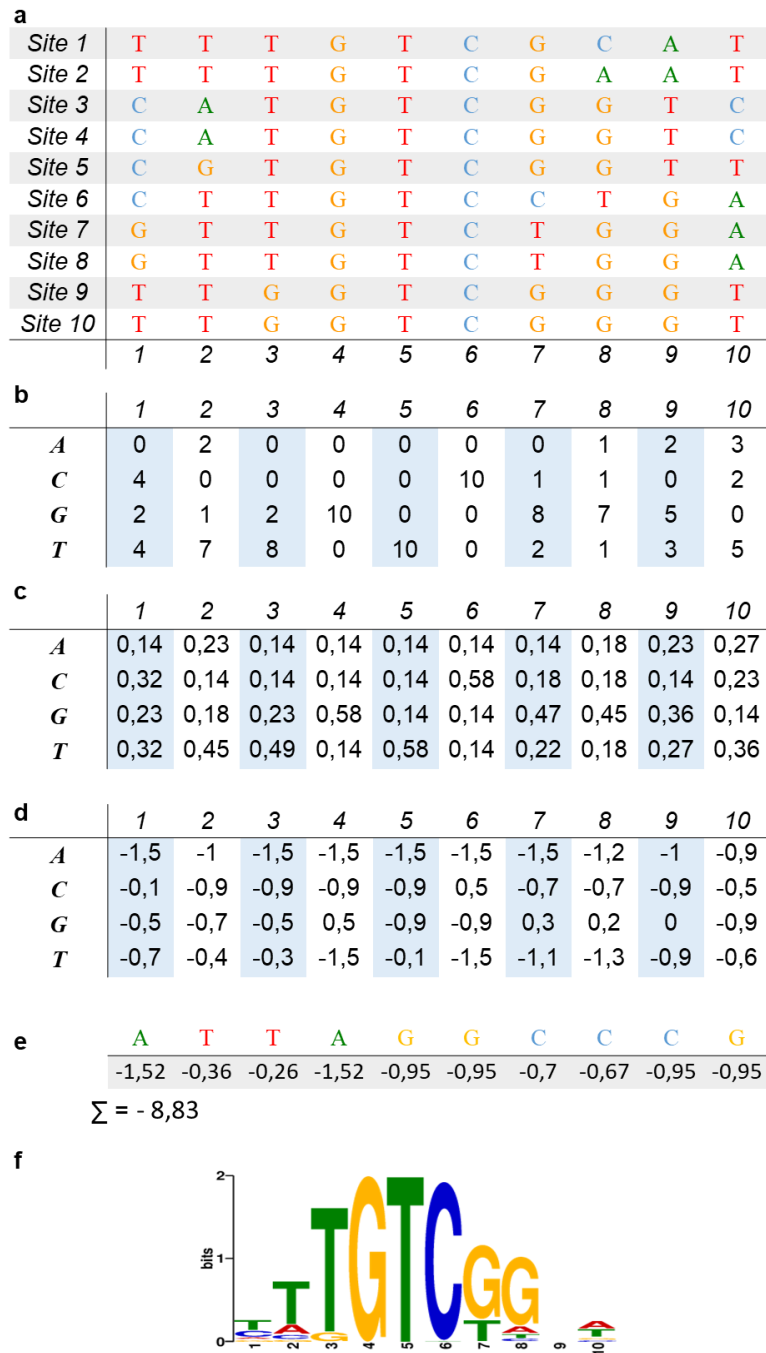 a
Site 1 T T T G T C G C A T
Site 2 T T T G T C G A A T
Site 3 C A T G T C G G T C
Site 4 C A T G T C G G T C
Site 5 C G T G T C G G T T
Site 6 C T T G T C C T G A
Site 7 G T T G T C T G G A
Site 8 G T T G T C T G G A
Site 9 T T G G T C G G G T
Site 10 T T G G T C G G G T
1 2 3 4 5 6 7 8 9 10
b
1 2 3 4 5 6 7 8 9 10
A 0 2 0 0 0 0 0 1 2 3
C 4 0 0 0 0 10 1 1 0 2
G 2 1 2 10 0 0 8 7 5 0
T 4 7 8 0 10 0 2 1 3 5
c
1 2 3 4 5 6 7 8 9 10
A 0,14 0,23 0,14 0,14 0,14 0,14 0,14 0,18 0,23 0,27
C 0,32 0,14 0,14 0,14 0,14 0,58 0,18 0,18 0,14 0,23
G 0,23 0,18 0,23 0,58 0,14 0,14 0,47 0,45 0,36 0,14
T 0,32 0,45 0,49 0,14 0,58 0,14 0,22 0,18 0,27 0,36
d
1 2 3 4 5 6 7 8 9 10
A -1,5 -1 -1,5 -1,5 -1,5 -1,5 -1,5 -1,2 -1 -0,9
C -0,1 -0,9 -0,9 -0,9 -0,9 0,5 -0,7 -0,7 -0,9 -0,5
G -0,5 -0,7 -0,5 0,5 -0,9 -0,9 0,3 0,2 0 -0,9
T -0,7 -0,4 -0,3 -1,5 -0,1 -1,5 -1,1 -1,3 -0,9 -0,6
e
A T T A G G C C C G
-1,52 -0,36 -0,26 -1,52 -0,95 -0,95 -0,7 -0,67 -0,95 -0,95
∑ = - 8,83
f
2
bits
1
0
T T T G T C G G A
C A G T A T
C T
1 2 3 4 5 6 7 8 9 10